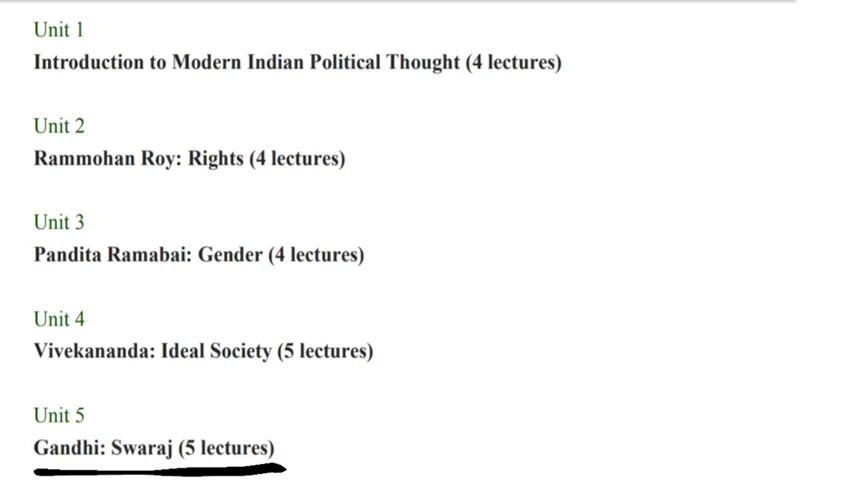 Unit 1
Introduction to Modern Indian Political Thought (4 lectures)
Unit 2
Rammohan Roy: Rights (4 lectures)
Unit 3
Pandita Ramabai: Gender (4 lectures)
Unit 4
Vivekananda: Ideal Society (5 lectures)
Unit 5
Gandhi: Swaraj (5 lectures)